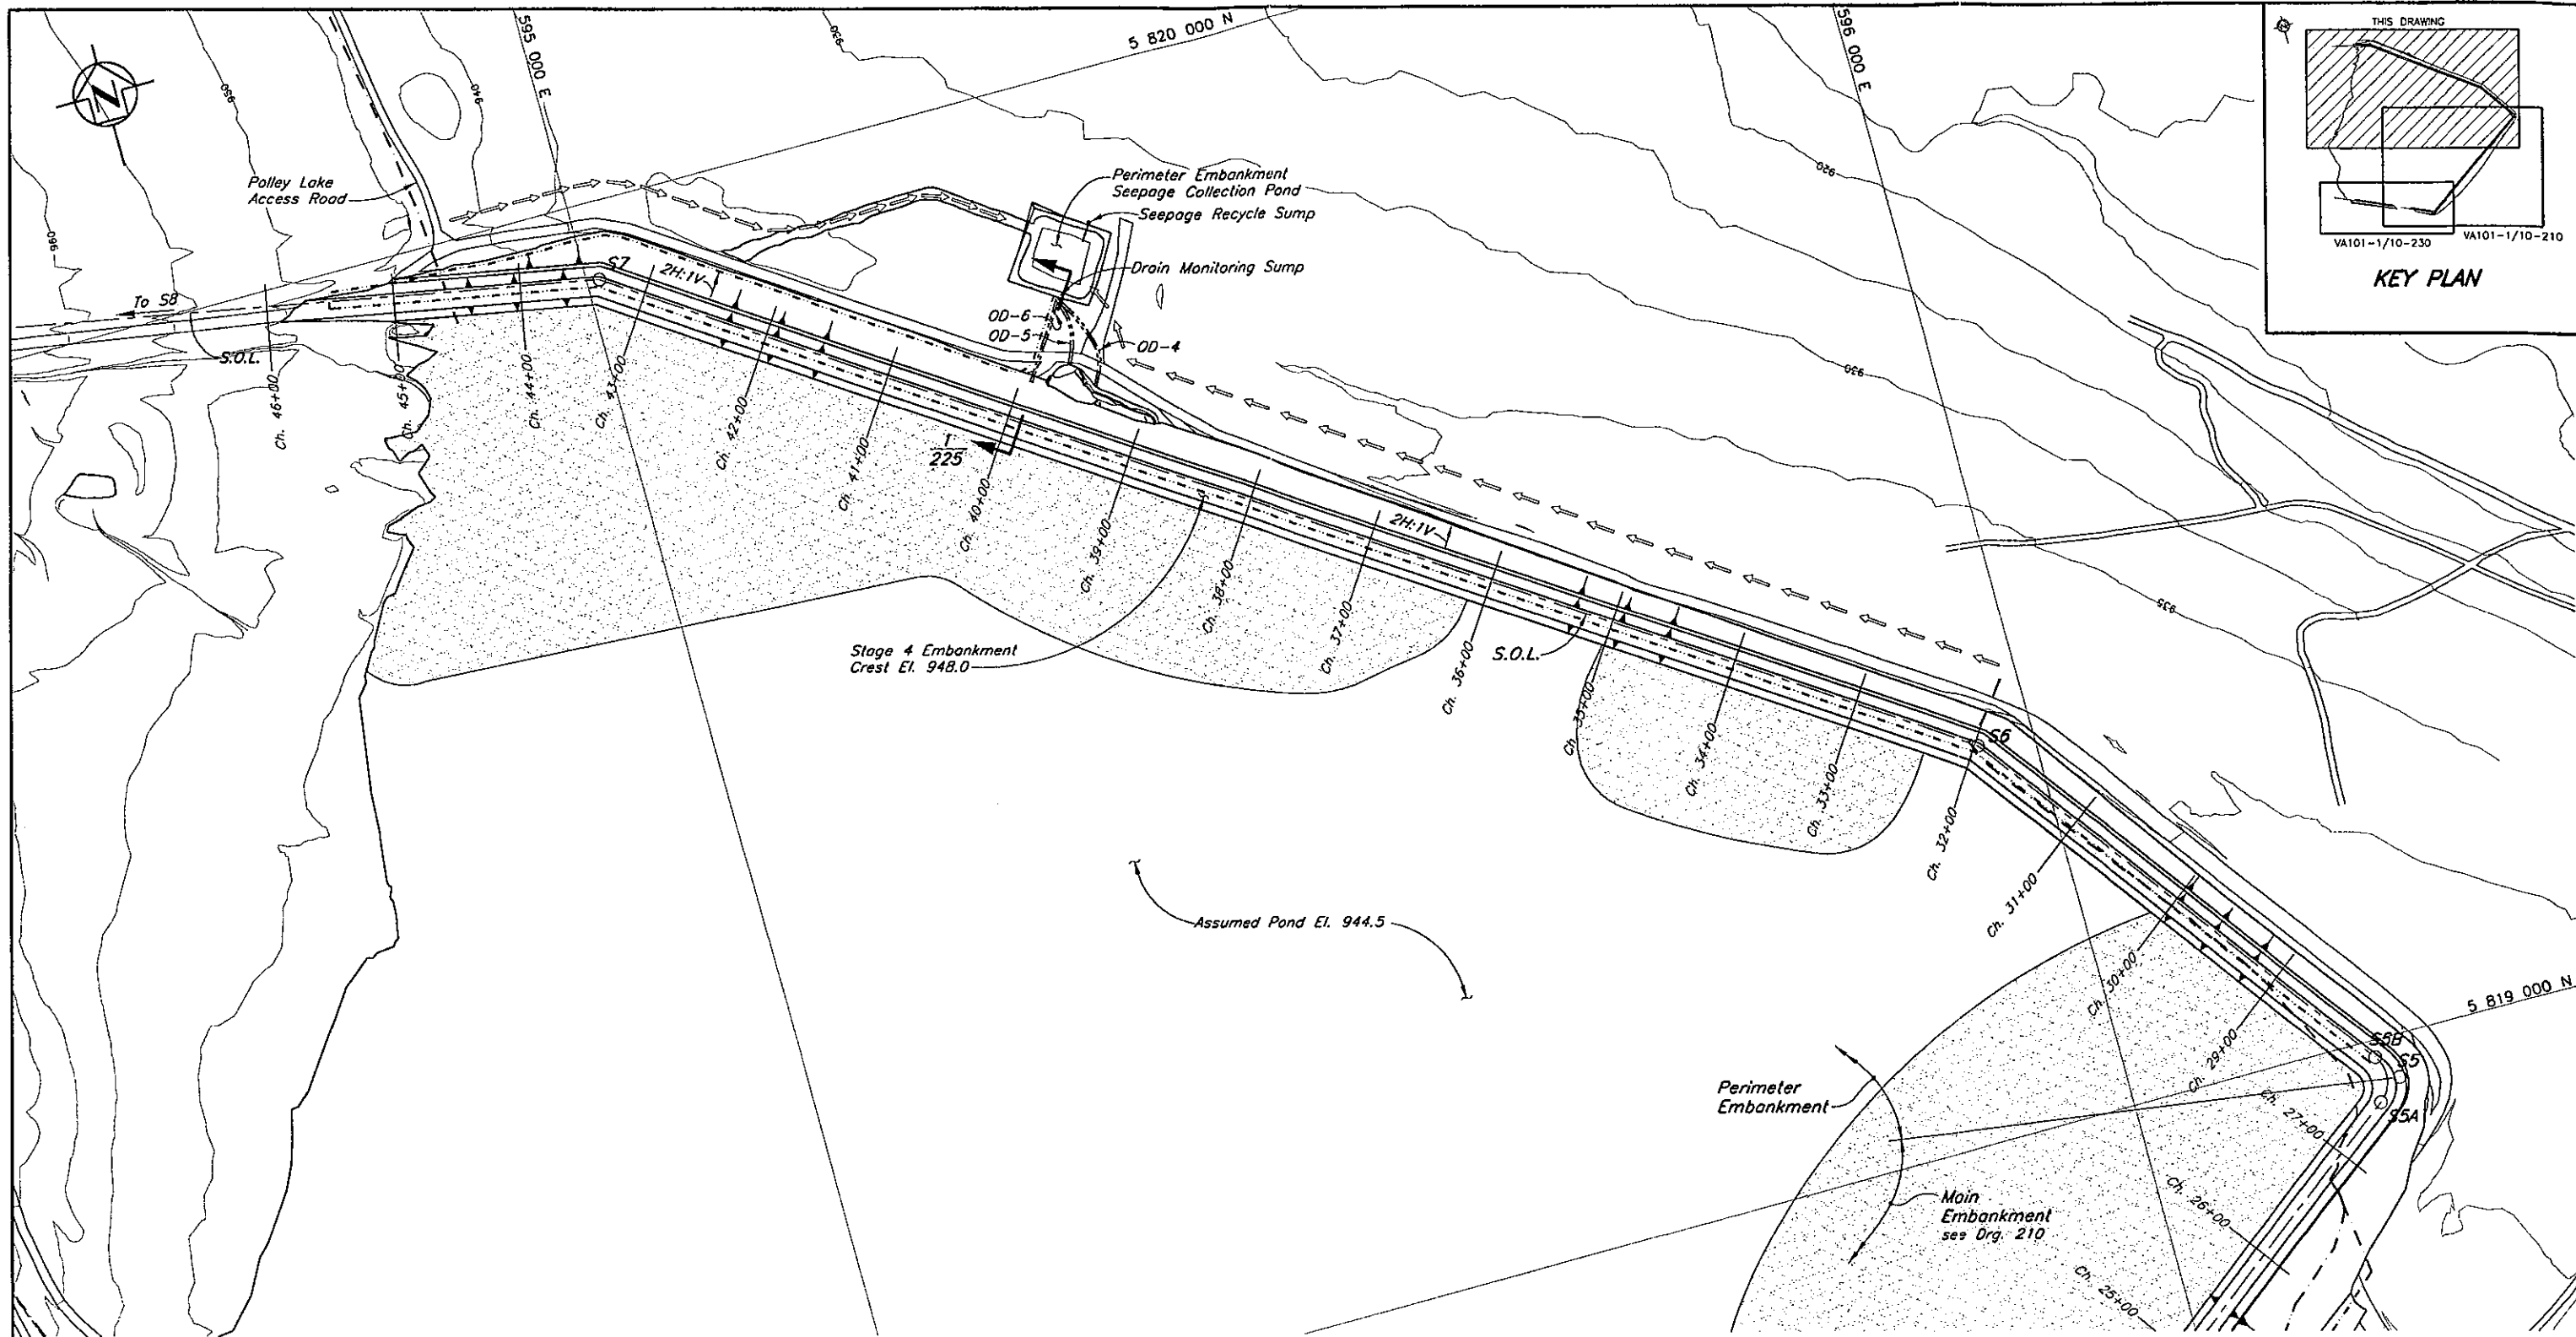 595 000 E
5 820 000 N
596 000 E
THIS DRAWING
VA101-1/10-230
VA101-1/10-210
KEY PLAN
N
930
950
940
960
920
930
935
Polley Lake
Access Road
Perimeter Embankment
Seepage Collection Pond
Seepage Recycle Sump
Drain Monitoring Sump
OD-6
OD-5
OD-4
To S8
S.O.L.
S7
2H:1V
Ch. 46+00
Ch. 45+00
Ch. 44+00
Ch. 43+00
Ch. 42+00
Ch. 41+00
1
225
Ch. 40+00
Ch. 39+00
Ch. 38+00
Ch. 37+00
2H:1V
Ch. 36+00
S.O.L.
Ch. 35+00
Ch. 34+00
Ch. 33+00
Ch. 32+00
S6
Stage 4 Embankment
Crest El. 948.0
Assumed Pond El. 944.5
Ch. 31+00
Ch. 30+00
Ch. 29+00
5 819 000 N
S5B
S5
S5A
Ch. 27+00
Ch. 26+00
Ch. 25+00
Perimeter
Embankment
Main
Embankment
see Drg. 210